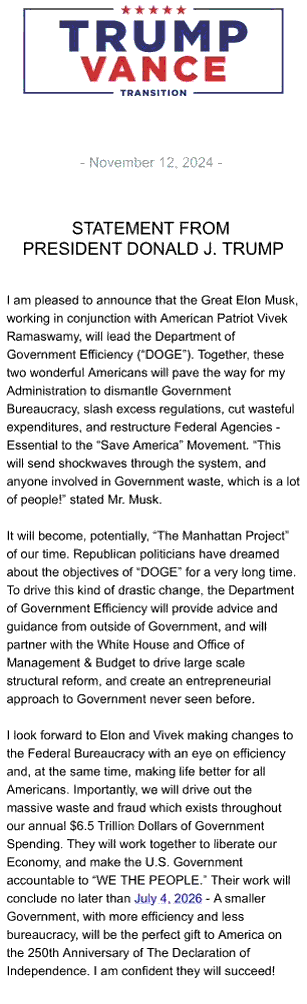 TRUMP
VANCE
TRANSITION
- November 12, 2024 -
STATEMENT FROM
PRESIDENT DONALD J. TRUMP
I am pleased to announce that the Great Elon Musk,
working in conjunction with American Patriot Vivek
Ramaswamy, will lead the Department of
Government Efficiency (“DOGE”). Together, these
two wonderful Americans will pave the way for my
Administration to dismantle Government
Bureaucracy, slash excess regulations, cut wasteful
expenditures, and restructure Federal Agencies -
Essential to the “Save America” Movement. “This
will send shockwaves through the system, and
anyone involved in Government waste, which is a lot
of people!” stated Mr. Musk.
It will become, potentially, “The Manhattan Project”
of our time. Republican politicians have dreamed
about the objectives of “DOGE” for a very long time.
To drive this kind of drastic change, the Department
of Government Efficiency will provide advice and
guidance from outside of Government, and will
partner with the White House and Office of
Management & Budget to drive large scale
structural reform, and create an entrepreneurial
approach to Government never seen before.
I look forward to Elon and Vivek making changes to
the Federal Bureaucracy with an eye on efficiency
and, at the same time, making life better for all
Americans. Importantly, we will drive out the
massive waste and fraud which exists throughout
our annual $6.5 Trillion Dollars of Government
Spending. They will work together to liberate our
Economy, and make the U.S. Government
accountable to “WE THE PEOPLE.” Their work will
conclude no later than July 4, 2026 - A smaller
Government, with more efficiency and less
bureaucracy, will be the perfect gift to America on
the 250th Anniversary of The Declaration of
Independence. I am confident they will succeed!